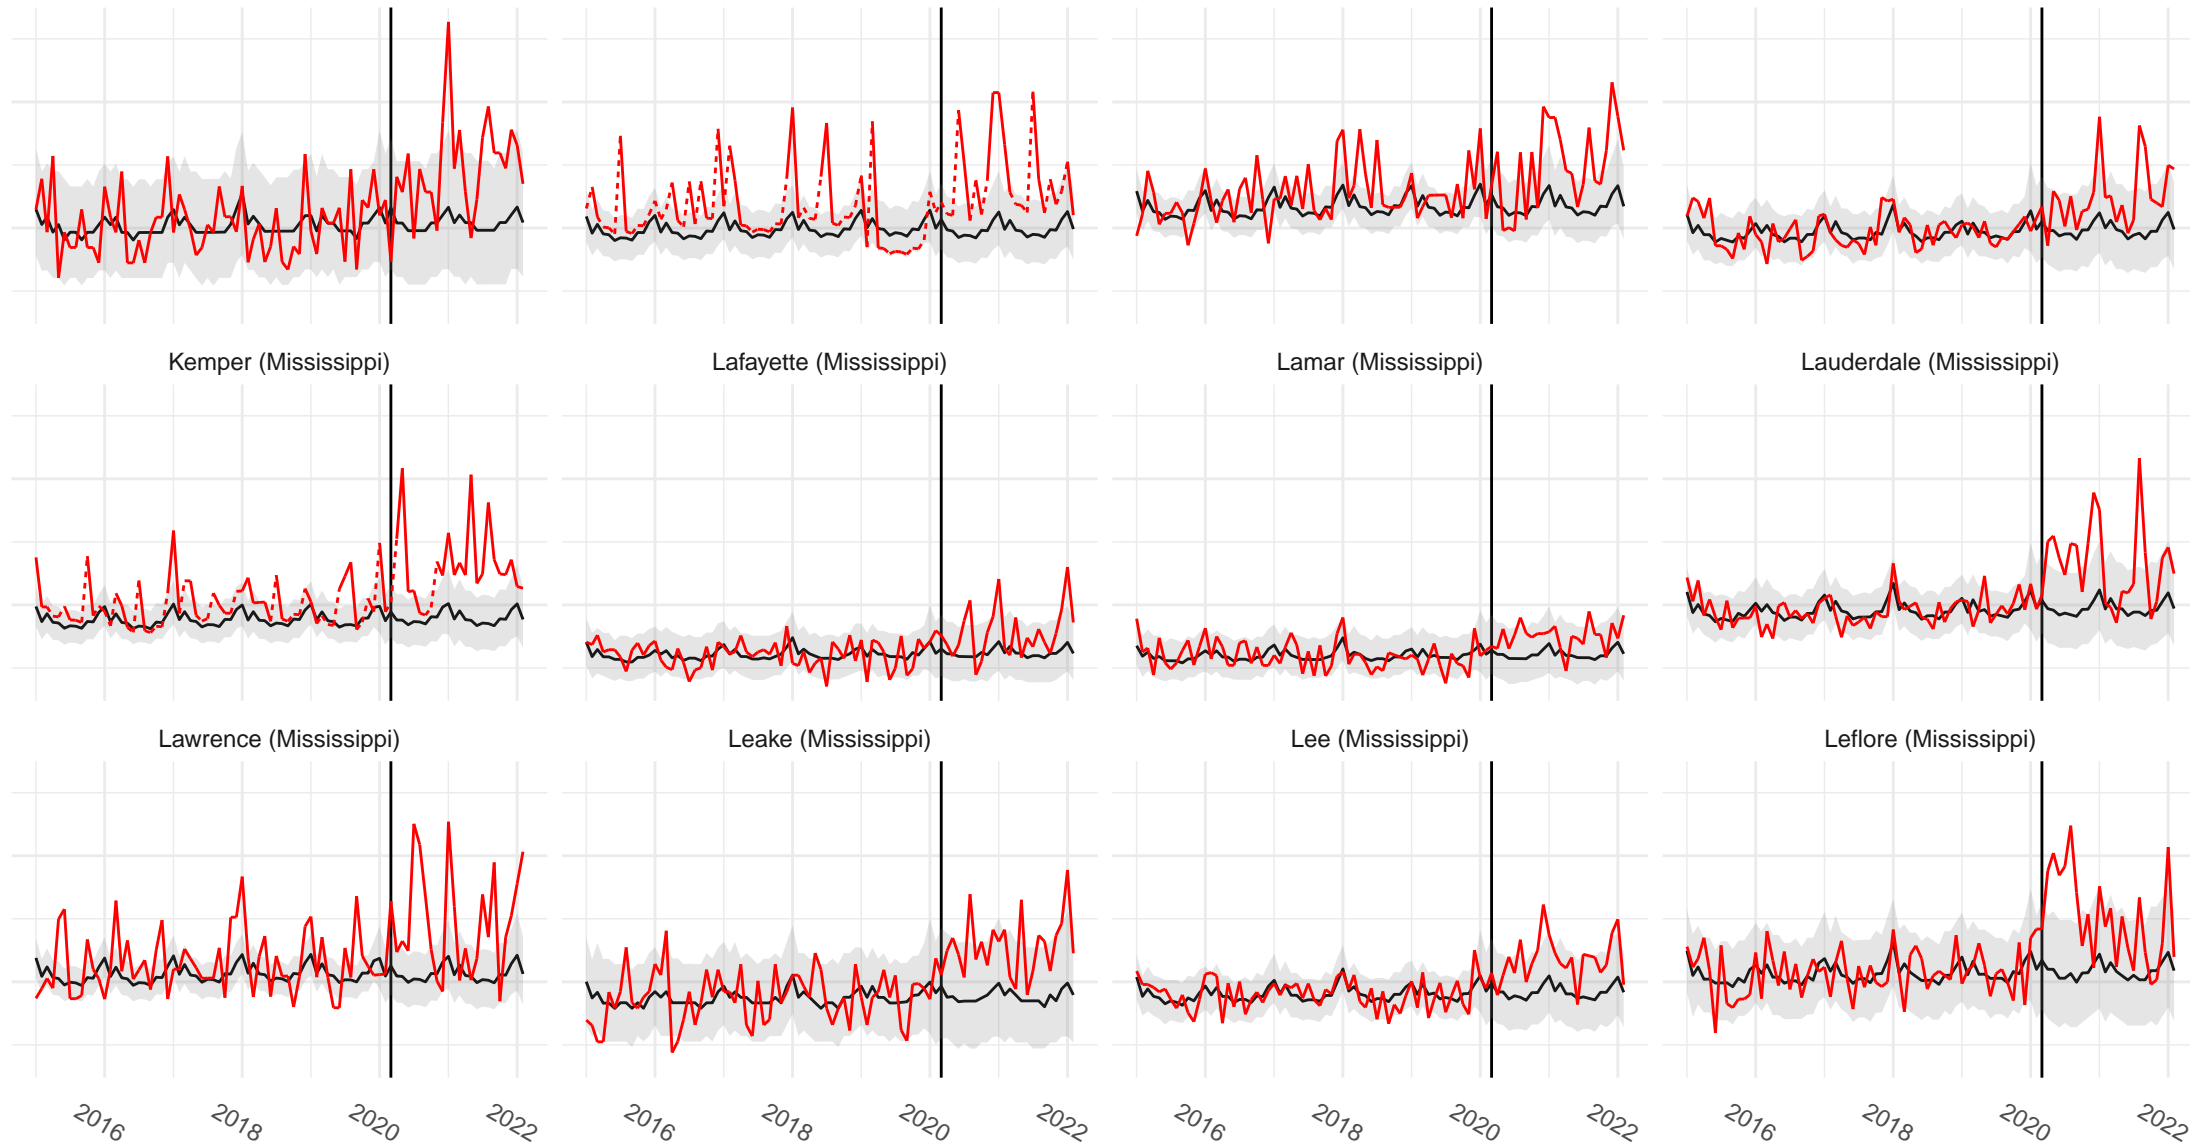 Kemper (Mississippi) Lafayette (Mississippi) Lamar (Mississippi) Lauderdale (Mississippi)
Lawrence (Mississippi) Leake (Mississippi) Lee (Mississippi) Leflore (Mississippi)
2016 2018 2020 2022 2016 2018 2020 2022 2016 2018 2020 2022 2016 2018 2020 2022